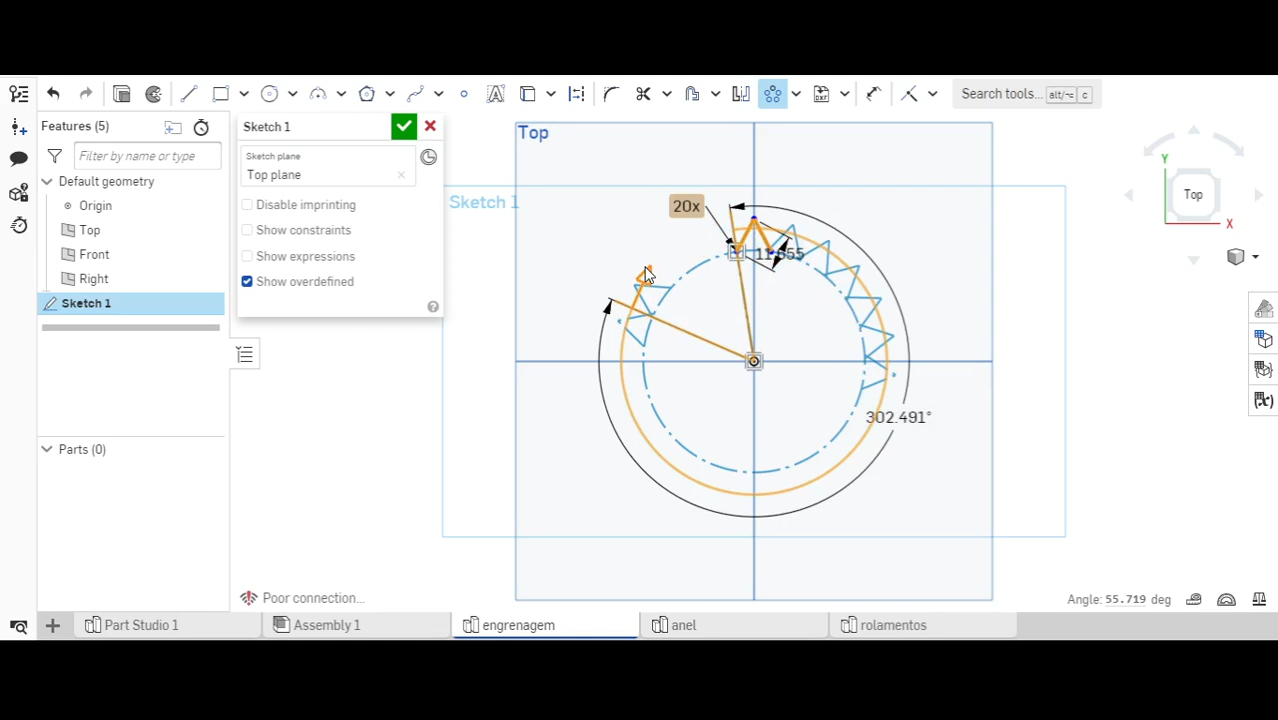 Search tools... alt/⌥ c
Features (5)
Filter by name or type
Default geometry
Origin
Top
Front
Right
Sketch 1
Parts (0)
Sketch 1
Sketch plane
Top plane
Disable imprinting
Show constraints
Show expressions
Show overdefined
Top
Sketch 1
20x
302.491°
Y
Top
X
Poor connection...
Angle: 55.719 deg
Part Studio 1
Assembly 1
engrenagem
anel
rolamentos